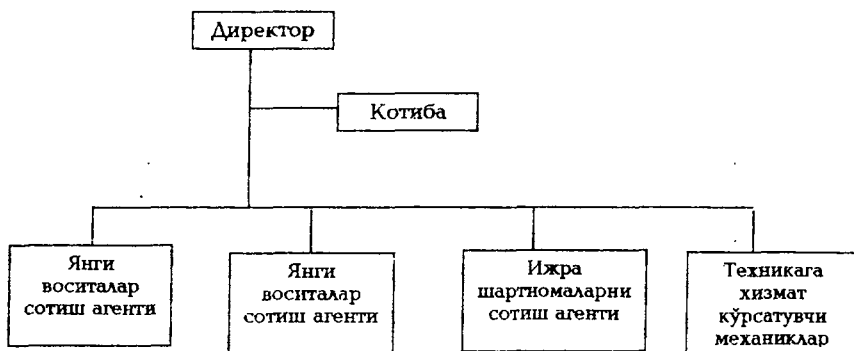 Директор
Котиба
Янги
воситалар
сотиш агенти
Янги
воситалар
сотиш агенти
Ижра
шартномаларни
сотиш агенти
Техникага
хизмат
кўрсатувчи
механиклар